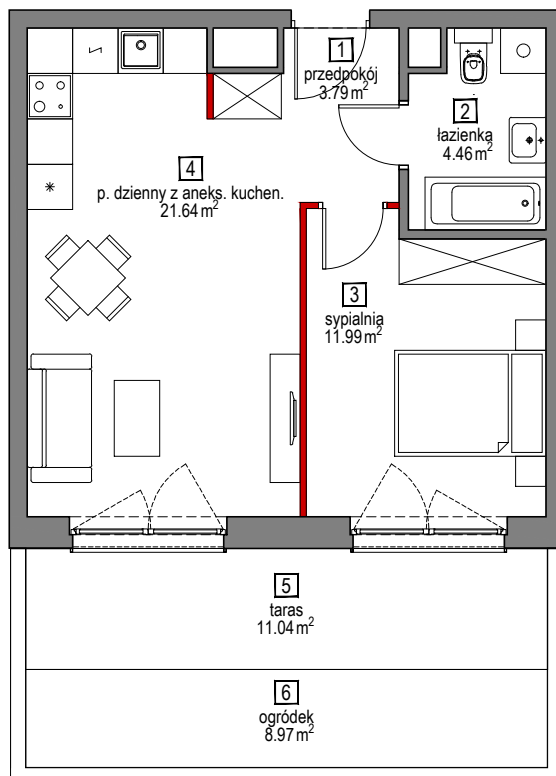 1
przedpokój
3.79 m²
2
łazienka
4.46 m²
4
p. dzienny z aneks. kuchen.
21.64 m²
3
sypialnia
11.99 m²
5
taras
11.04 m²
6
ogródek
8.97 m²